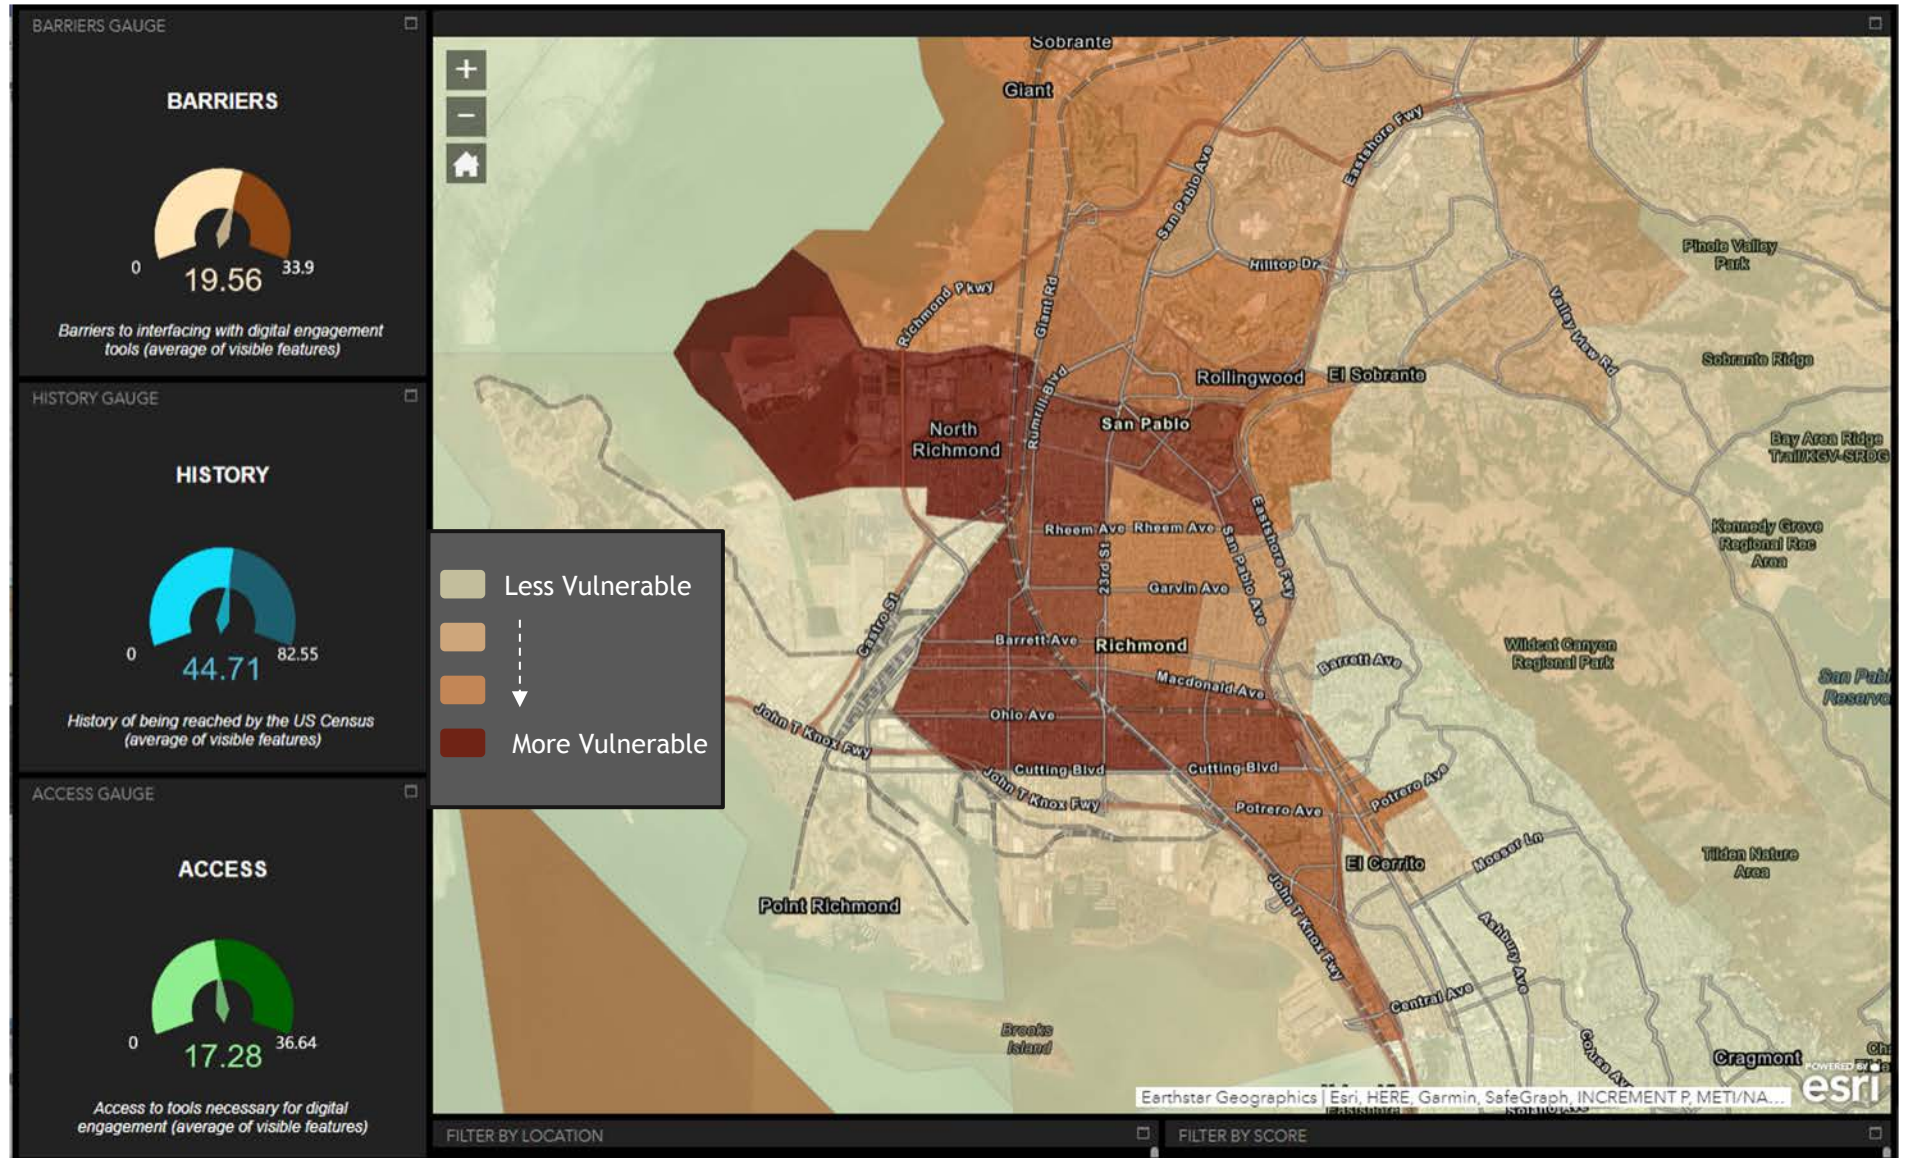 BARRIERS GAUGE
BARRIERS
0
33.9
19.56
Barriers to interfacing with digital engagement
tools (average of visible features)
HISTORY GAUGE
HISTORY
0
82.55
44.71
History of being reached by the US Census
(average of visible features)
ACCESS GAUGE
ACCESS
0
36.64
17.28
Access to tools necessary for digital
engagement (average of visible features)
+
−
Less Vulnerable
More Vulnerable
Sobrante
Giant
Eastshore Fwy
San Pablo Ave
Hilltop Dr
Pinole Valley
Park
Richmond Pkwy
Giant Rd
Valley View Rd
Sobrante Ridge
Rollingwood
El Sobrante
Rumrill Blvd
San Pablo
North
Richmond
Bay Area Ridge
Trail/KGV-SRDG
Rheem Ave
Rheem Ave
San Pablo Ave
Eastshore Fwy
Kennedy Grove
Regional Rec
Area
23rd St
Garvin Ave
Castro St
Barrett Ave
Richmond
Barrett Ave
Wildcat Canyon
Regional Park
Macdonald Ave
Ohio Ave
John T Knox Fwy
Cutting Blvd
Cutting Blvd
John T Knox Fwy
Potrero Ave
Potrero Ave
El Cerrito
Moeser Ln
Tilden Nature
Area
Point Richmond
John T Knox Fwy
Ashbury Ave
Central Ave
Brooks
Island
Colusa Ave
Cragmont
POWERED BY
esri
Earthstar Geographics | Esri, HERE, Garmin, SafeGraph, INCREMENT P, METI/NA...
FILTER BY LOCATION
FILTER BY SCORE